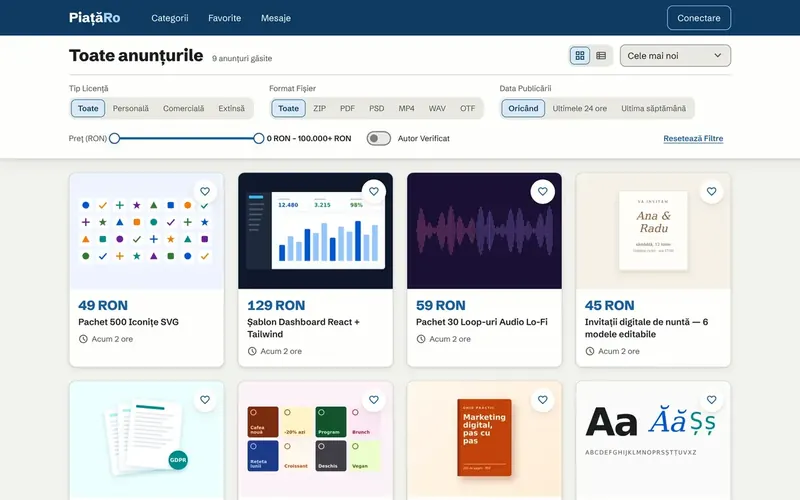 PiațăRo Categorii Favorite Mesaje Conectare
Toate anunțurile 9 anunțuri găsite Cele mai noi
Tip Licență Format Fișier Data Publicării
Toate Personală Comercială Extinsă Toate ZIP PDF PSD MP4 WAV OTF Oricând Ultimele 24 ore Ultima săptămână
Preț (RON) 0 RON - 100.000+ RON Autor Verificat Resetează Filtre
12.480 3.215 98%
VĂ INVITĂM
Ana &
Radu
49 RON
Pachet 500 Iconițe SVG
Acum 2 ore
129 RON
Șablon Dashboard React +
Tailwind
Acum 2 ore
59 RON
Pachet 30 Loop-uri Audio Lo-Fi
Acum 2 ore
45 RON
Invitații digitale de nuntă — 6
modele editabile
Acum 2 ore
GDPR
Cafea
nouă
-20% azi
Program
Brunch
Rețeta
lunii
Croissant
Deschis
Vegan
GHID PRACTIC
Marketing
digital,
pas cu
pas
Aa Ăă Șș
ABCDEFGHIJKLMNOPRSȘTȚUVZ